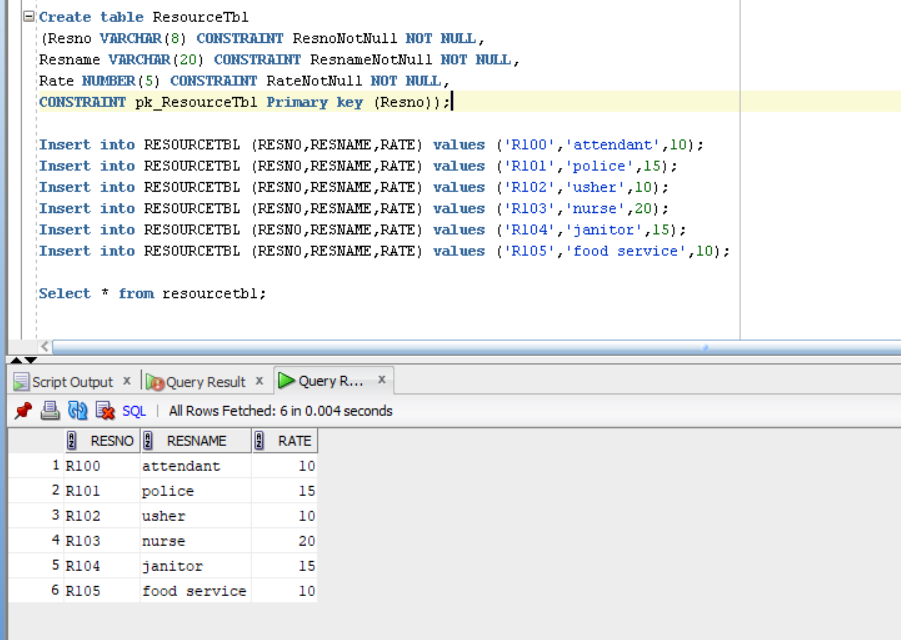 Create table ResourceTbl
(Resno VARCHAR(8) CONSTRAINT ResnoNotNull NOT NULL,
Resname VARCHAR(20) CONSTRAINT ResnameNotNull NOT NULL,
Rate NUMBER(5) CONSTRAINT RateNotNull NOT NULL,
CONSTRAINT pk_ResourceTbl Primary key (Resno));
Insert into RESOURCETBL (RESNO,RESNAME,RATE) values ('R100','attendant',10);
Insert into RESOURCETBL (RESNO,RESNAME,RATE) values ('R101','police',15);
Insert into RESOURCETBL (RESNO,RESNAME,RATE) values ('R102','usher',10);
Insert into RESOURCETBL (RESNO,RESNAME,RATE) values ('R103','nurse',20);
Insert into RESOURCETBL (RESNO,RESNAME,RATE) values ('R104','janitor',15);
Insert into RESOURCETBL (RESNO,RESNAME,RATE) values ('R105','food service',10);
Select * from resourcetbl;
Script Output x Query Result x Query R... x
SQL | All Rows Fetched: 6 in 0.004 seconds
RESNO RESNAME RATE
1 R100 attendant 10
2 R101 police 15
3 R102 usher 10
4 R103 nurse 20
5 R104 janitor 15
6 R105 food service 10